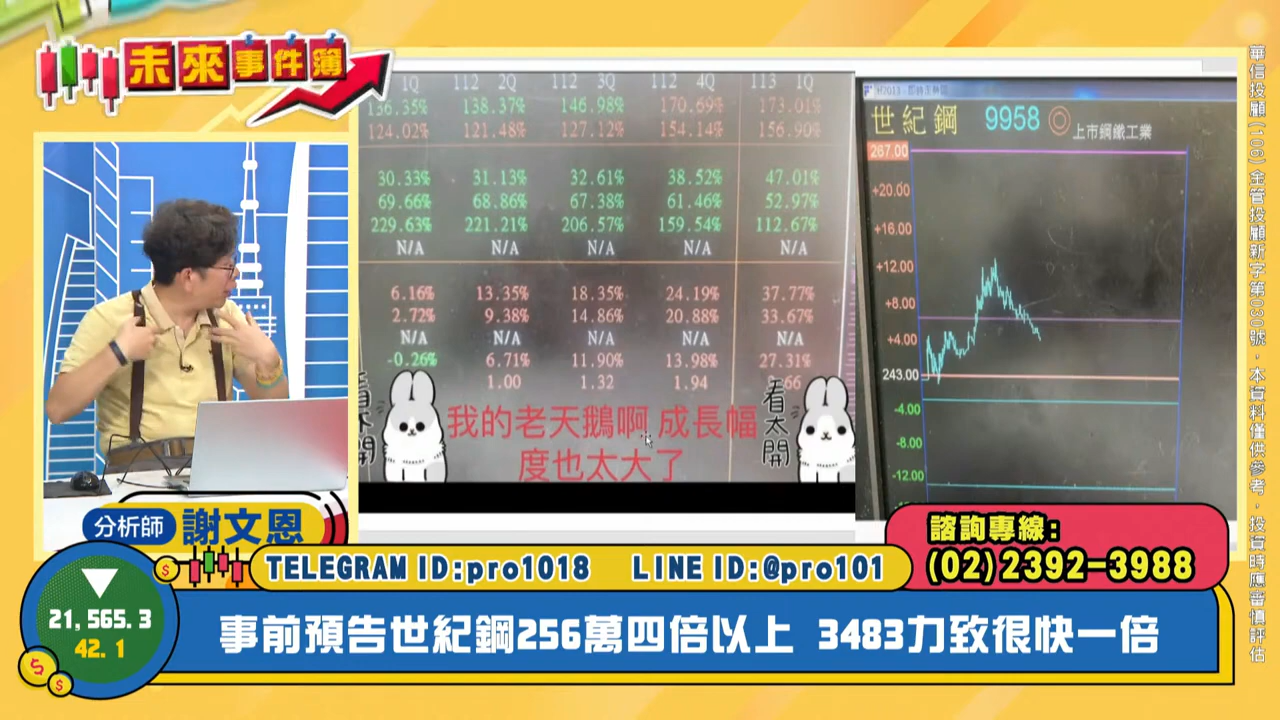 未來事件簿
1Q 112 2Q 112 3Q 112 4Q 113 1Q
136.35% 138.37% 146.98% 170.69% 173.01%
124.02% 121.48% 127.12% 154.14% 156.90%
30.33% 31.13% 32.61% 38.52% 47.01%
69.66% 68.86% 67.38% 61.46% 52.97%
229.63% 221.21% 206.57% 159.54% 112.67%
N/A N/A N/A N/A N/A
6.16% 13.35% 18.35% 24.19% 37.77%
2.72% 9.38% 14.86% 20.88% 33.67%
N/A N/A N/A N/A N/A
-0.26% 6.71% 11.90% 13.98% 27.31%
1.00 1.32 1.94 66
看太開
我的老天鵝啊 成長幅
度也太大了
看太開
世紀鋼 9958 ◎ 上市鋼鐵工業
267.00
+20.00
+16.00
+12.00
+8.00
+4.00
243.00
-4.00
-8.00
-12.00
華信投顧(106)金管投顧新字第030號,本資料僅供參考,投資時應審慎評估
分析師 謝文恩
諮詢專線:
(02)2392-3988
TELEGRAM ID:pro1018 LINE ID:@pro101
21,565.3
42.1
事前預告世紀鋼256萬四倍以上 3483力致很快一倍